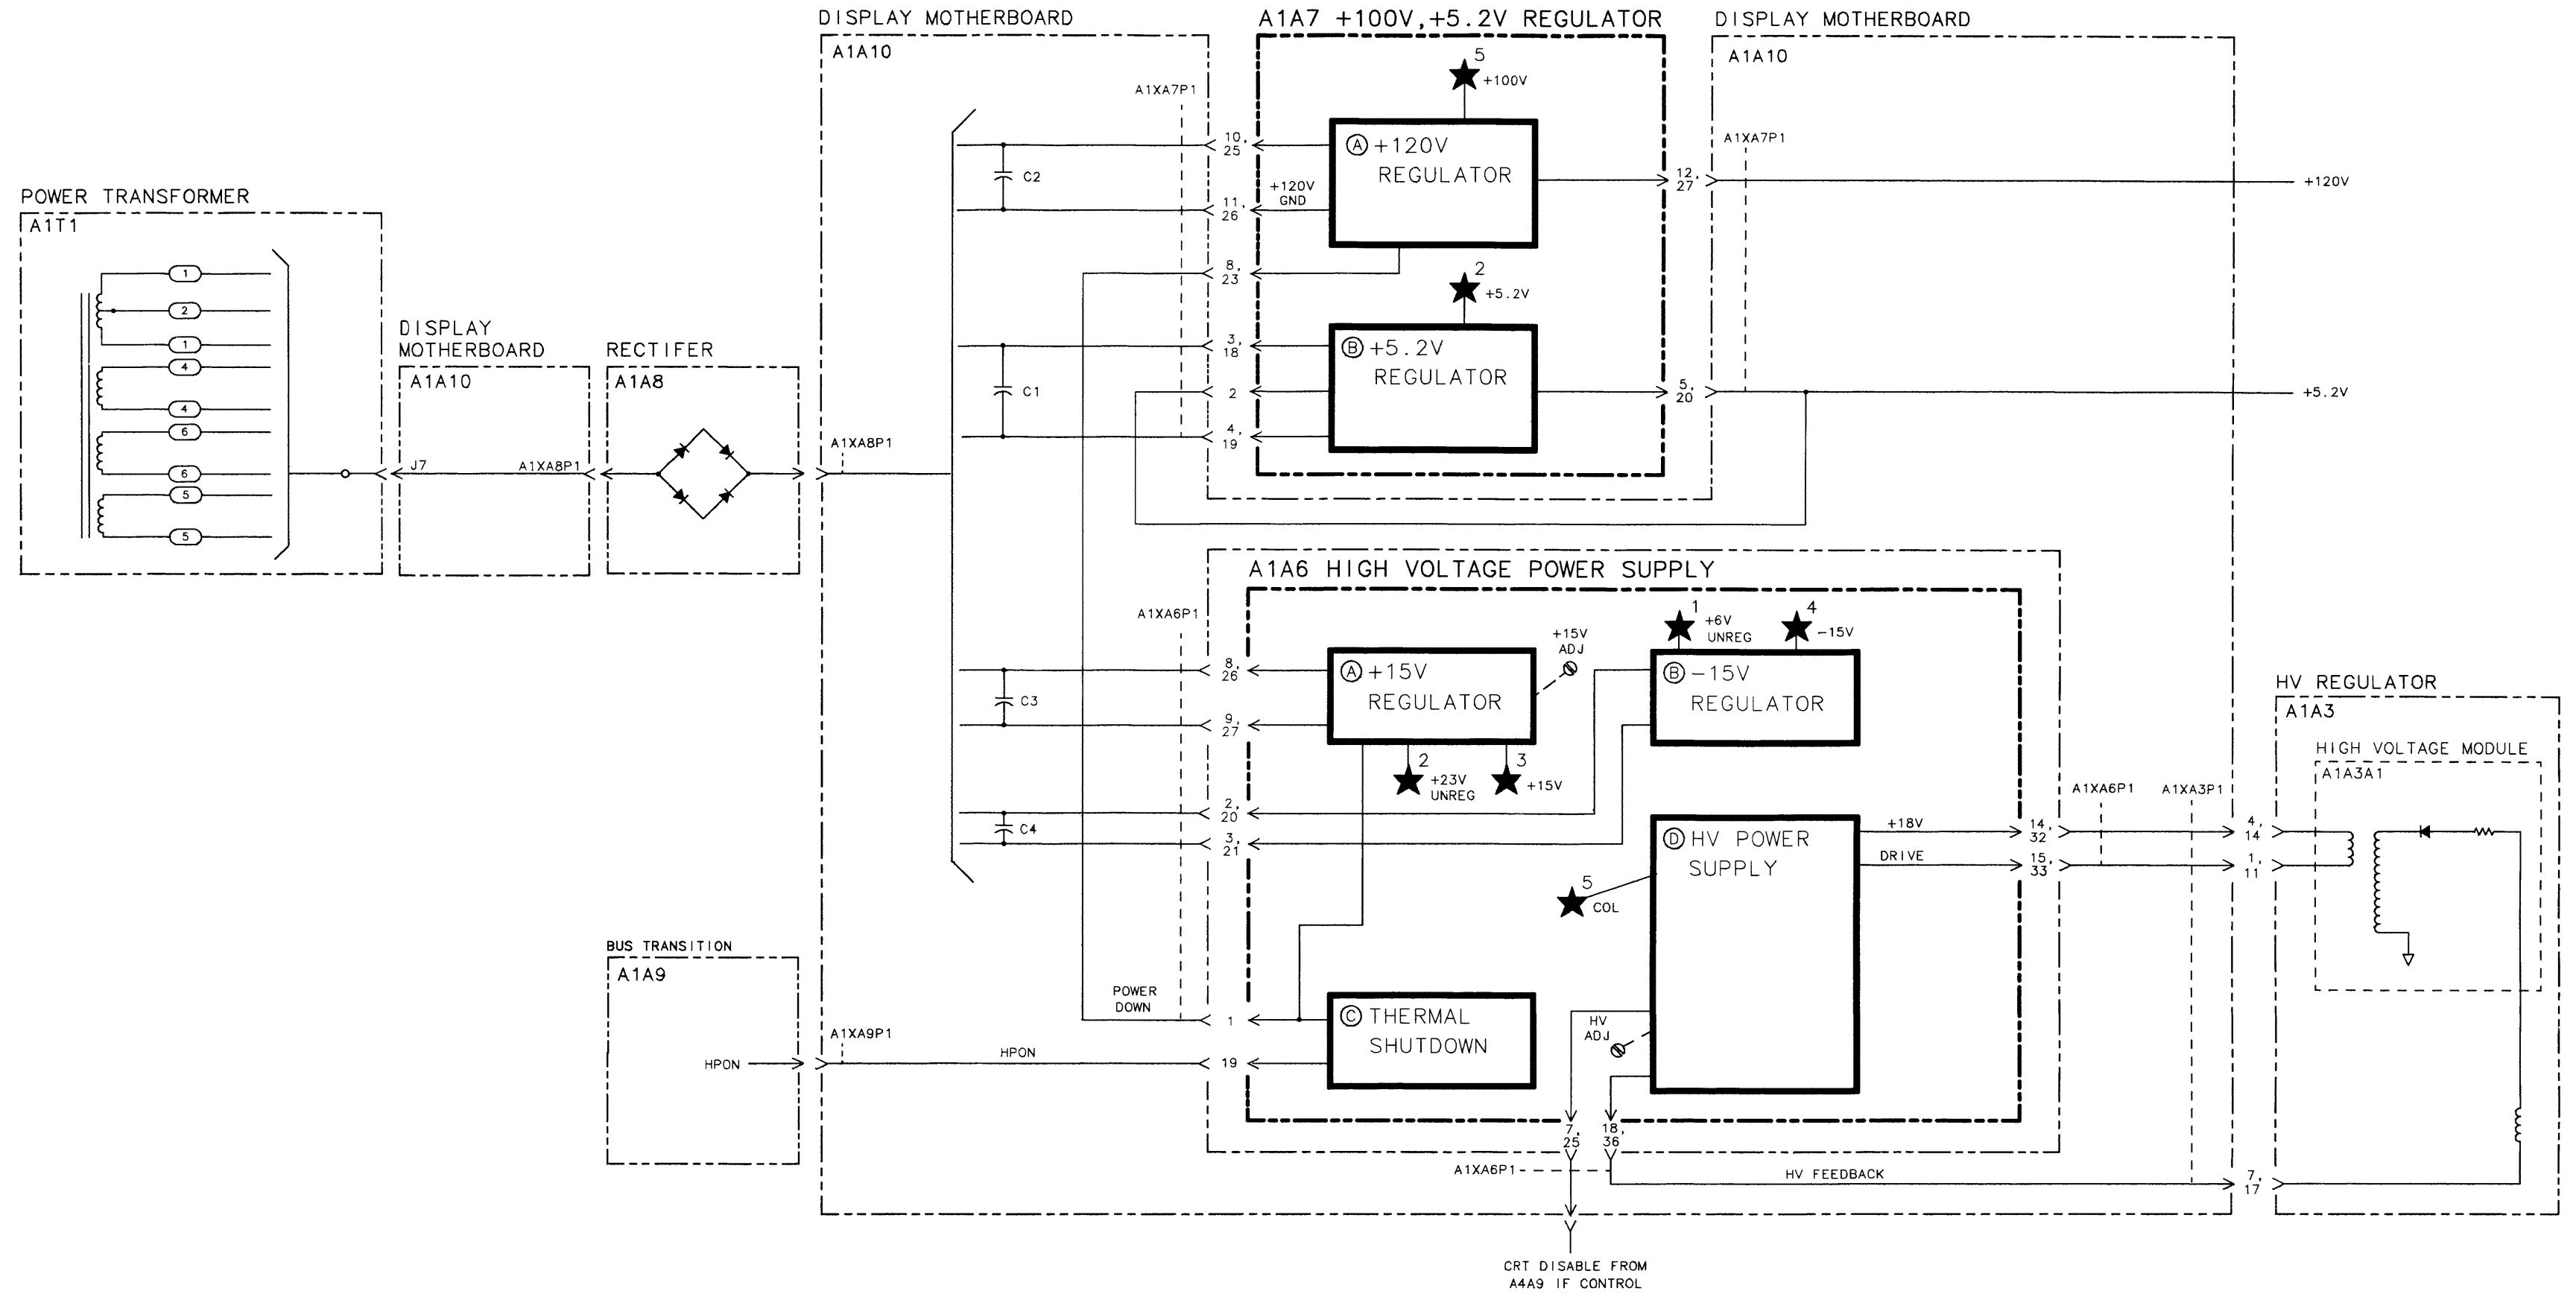 POWER TRANSFORMER
A1T1
1
2
1
4
4
6
6
5
5
DISPLAY
MOTHERBOARD
A1A10
J7
A1XA8P1
RECTIFER
A1A8
BUS TRANSITION
A1A9
HPON
DISPLAY MOTHERBOARD
A1A10
A1XA8P1
A1XA9P1
HPON
C2
C1
C3
C4
A1XA7P1
A1XA6P1
POWER
DOWN
10,
25
11,
26
8,
23
3,
18
2
4,
19
8,
26
9,
27
2,
20
3,
21
1
19
A1A7 +100V,+5.2V REGULATOR
5
+100V
A +120V
REGULATOR
+120V
GND
2
+5.2V
B +5.2V
REGULATOR
12,
27
5,
20
DISPLAY MOTHERBOARD
A1A10
A1XA7P1
+120V
+5.2V
A1A6 HIGH VOLTAGE POWER SUPPLY
A +15V
REGULATOR
+15V
ADJ
2
+23V
UNREG
3
+15V
1
+6V
UNREG
4
-15V
B -15V
REGULATOR
C THERMAL
SHUTDOWN
D HV POWER
SUPPLY
5
COL
HV
ADJ
+18V
DRIVE
14,
32
15,
33
7,
25
18,
36
A1XA6P1
HV FEEDBACK
CRT DISABLE FROM
A4A9 IF CONTROL
A1XA6P1
A1XA3P1
4,
14
1,
11
7,
17
HV REGULATOR
A1A3
HIGH VOLTAGE MODULE
A1A3A1